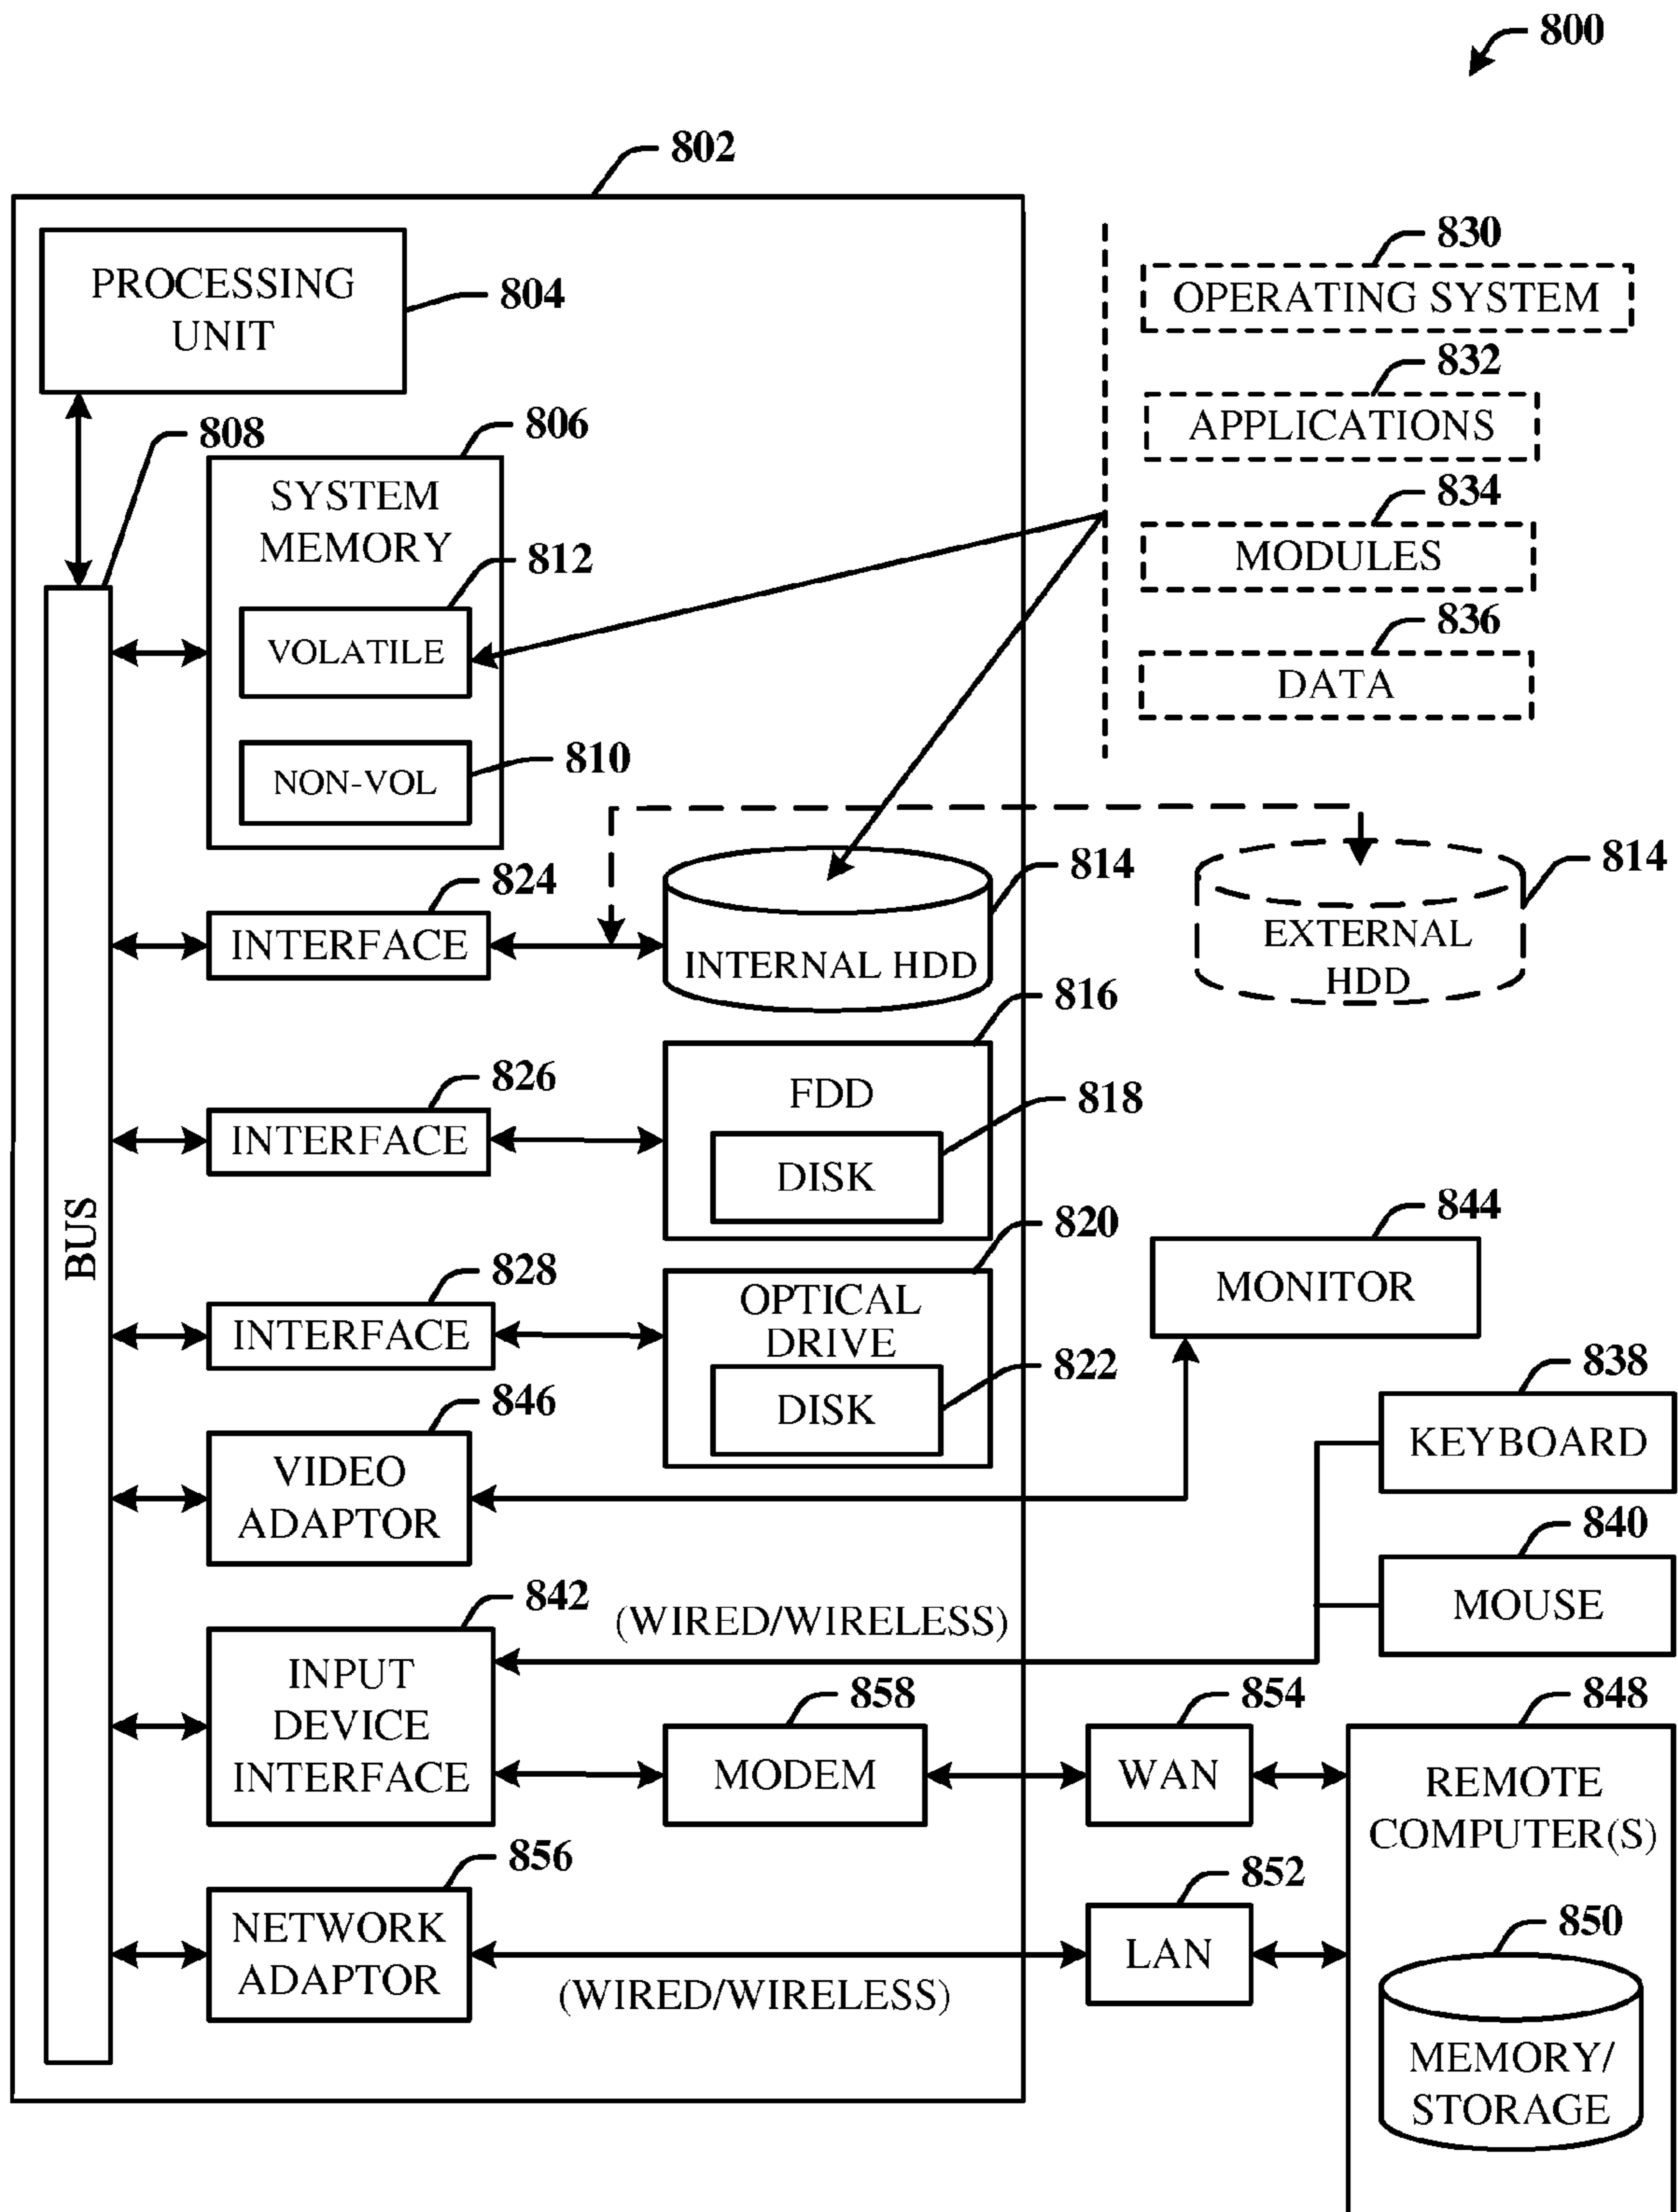 800
802
PROCESSING
UNIT
804
830
OPERATING SYSTEM
832
APPLICATIONS
834
MODULES
836
DATA
808
806
SYSTEM
MEMORY
812
VOLATILE
810
NON-VOL
BUS
824
INTERFACE
814
INTERNAL HDD
814
EXTERNAL
HDD
826
INTERFACE
816
FDD
818
DISK
828
INTERFACE
820
OPTICAL
DRIVE
822
DISK
844
MONITOR
846
VIDEO
ADAPTOR
838
KEYBOARD
840
MOUSE
842
INPUT
DEVICE
INTERFACE
(WIRED/WIRELESS)
858
MODEM
854
WAN
848
REMOTE
COMPUTER(S)
856
NETWORK
ADAPTOR
(WIRED/WIRELESS)
852
LAN
850
MEMORY/
STORAGE